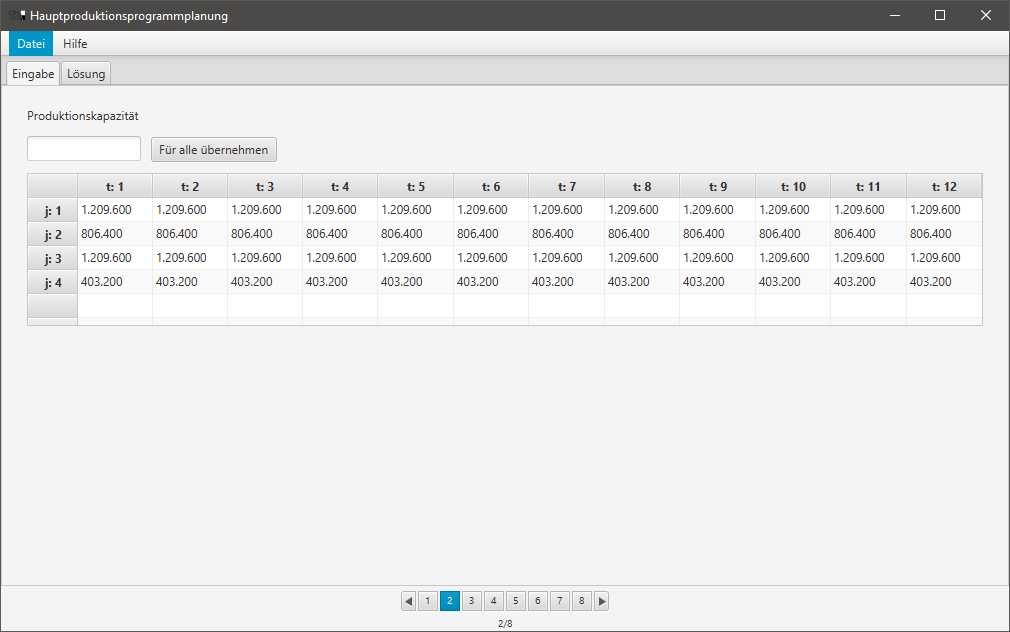 Hauptproduktionsprogrammplanung
Datei Hilfe
Eingabe Lösung
Produktionskapazität
Für alle übernehmen
t: 1 t: 2 t: 3 t: 4 t: 5 t: 6 t: 7 t: 8 t: 9 t: 10 t: 11 t: 12
j: 1 1.209.600 1.209.600 1.209.600 1.209.600 1.209.600 1.209.600 1.209.600 1.209.600 1.209.600 1.209.600 1.209.600 1.209.600
j: 2 806.400 806.400 806.400 806.400 806.400 806.400 806.400 806.400 806.400 806.400 806.400 806.400
j: 3 1.209.600 1.209.600 1.209.600 1.209.600 1.209.600 1.209.600 1.209.600 1.209.600 1.209.600 1.209.600 1.209.600 1.209.600
j: 4 403.200 403.200 403.200 403.200 403.200 403.200 403.200 403.200 403.200 403.200 403.200 403.200
1 2 3 4 5 6 7 8
2/8